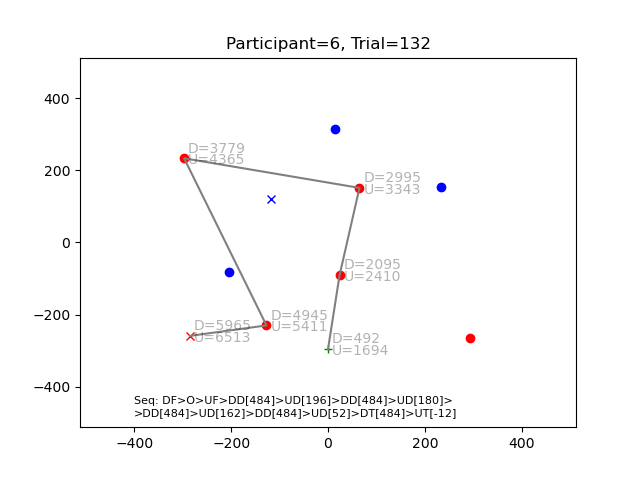 Participant=6, Trial=132
400
200
0
−200
−400
−400
−200
0
200
400
D=3779
U=4365
D=2995
U=3343
D=2095
U=2410
D=4945
U=5411
D=5965
U=6513
D=492
U=1694
Seq: DF>O>UF>DD[484]>UD[196]>DD[484]>UD[180]>
>DD[484]>UD[162]>DD[484]>UD[52]>DT[484]>UT[-12]